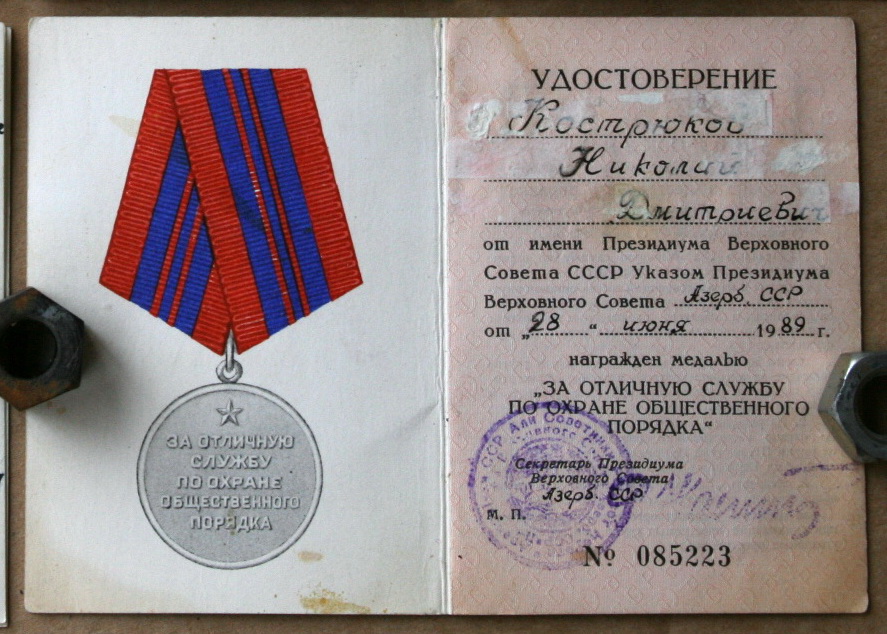 ЗА ОТЛИЧНУЮ
СЛУЖБУ
ПО ОХРАНЕ
ОБЩЕСТВЕННОГО
ПОРЯДКА
УДОСТОВЕРЕНИЕ
Кострюков
Николай
Дмитриевич
от имени Президиума Верховного
Совета СССР Указом Президиума
Верховного Совета Азерб. ССР
от „28“ июня 1989 г.
награжден медалью
„ЗА ОТЛИЧНУЮ СЛУЖБУ
ПО ОХРАНЕ ОБЩЕСТВЕННОГО
ПОРЯДКА“
Секретарь Президиума
Верховного Совета
Азерб. ССР
М. П.
№ 085223